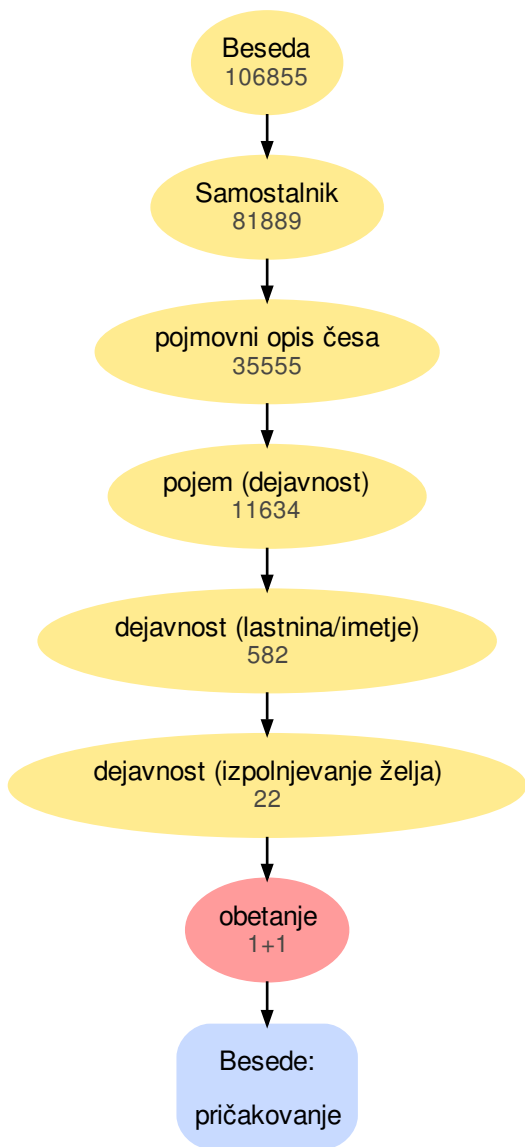 Beseda
106855
Samostalnik
81889
pojmovni opis česa
35555
pojem (dejavnost)
11634
dejavnost (lastnina/imetje)
582
dejavnost (izpolnjevanje želja)
22
obetanje
1+1
Besede:
pričakovanje